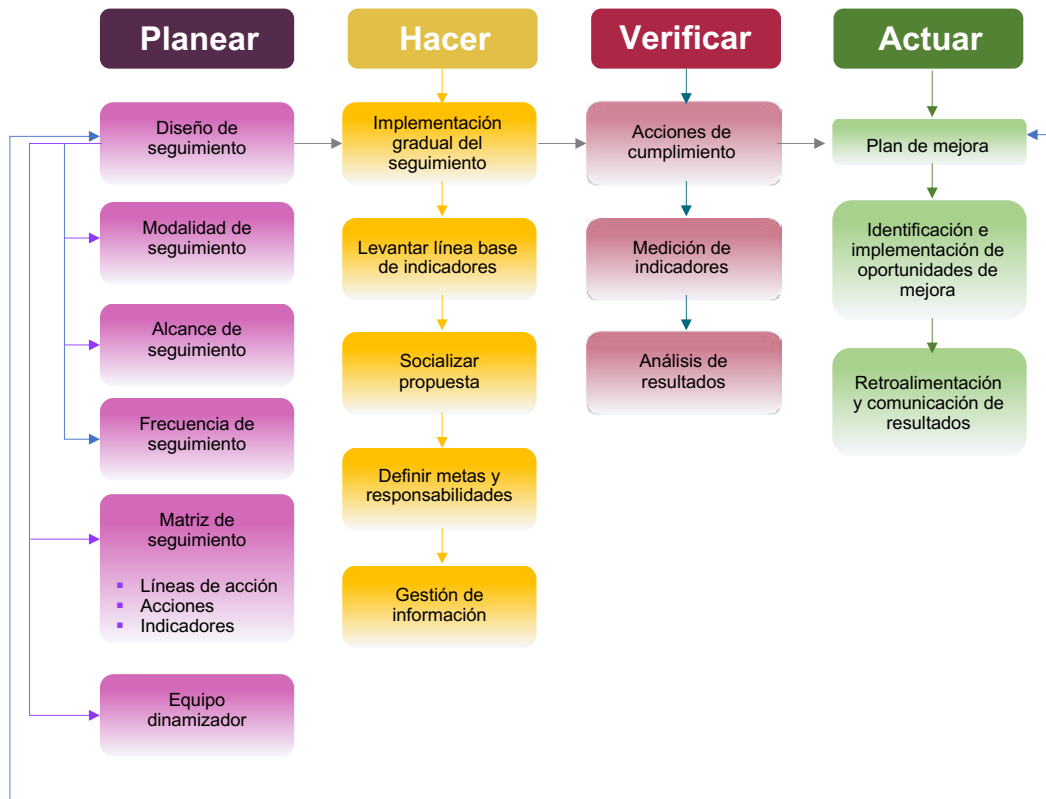 Planear
Diseño de
seguimiento
Modalidad de
seguimiento
Alcance de
seguimiento
Frecuencia de
seguimiento
Matriz de
seguimiento
▪ Líneas de acción
▪ Acciones
▪ Indicadores
Equipo
dinamizador
Hacer
Implementación
gradual del
seguimiento
Levantar línea base
de indicadores
Socializar
propuesta
Definir metas y
responsabilidades
Gestión de
información
Verificar
Acciones de
cumplimiento
Medición de
indicadores
Análisis de
resultados
Actuar
Plan de mejora
Identificación e
implementación de
oportunidades de
mejora
Retroalimentación
y comunicación de
resultados